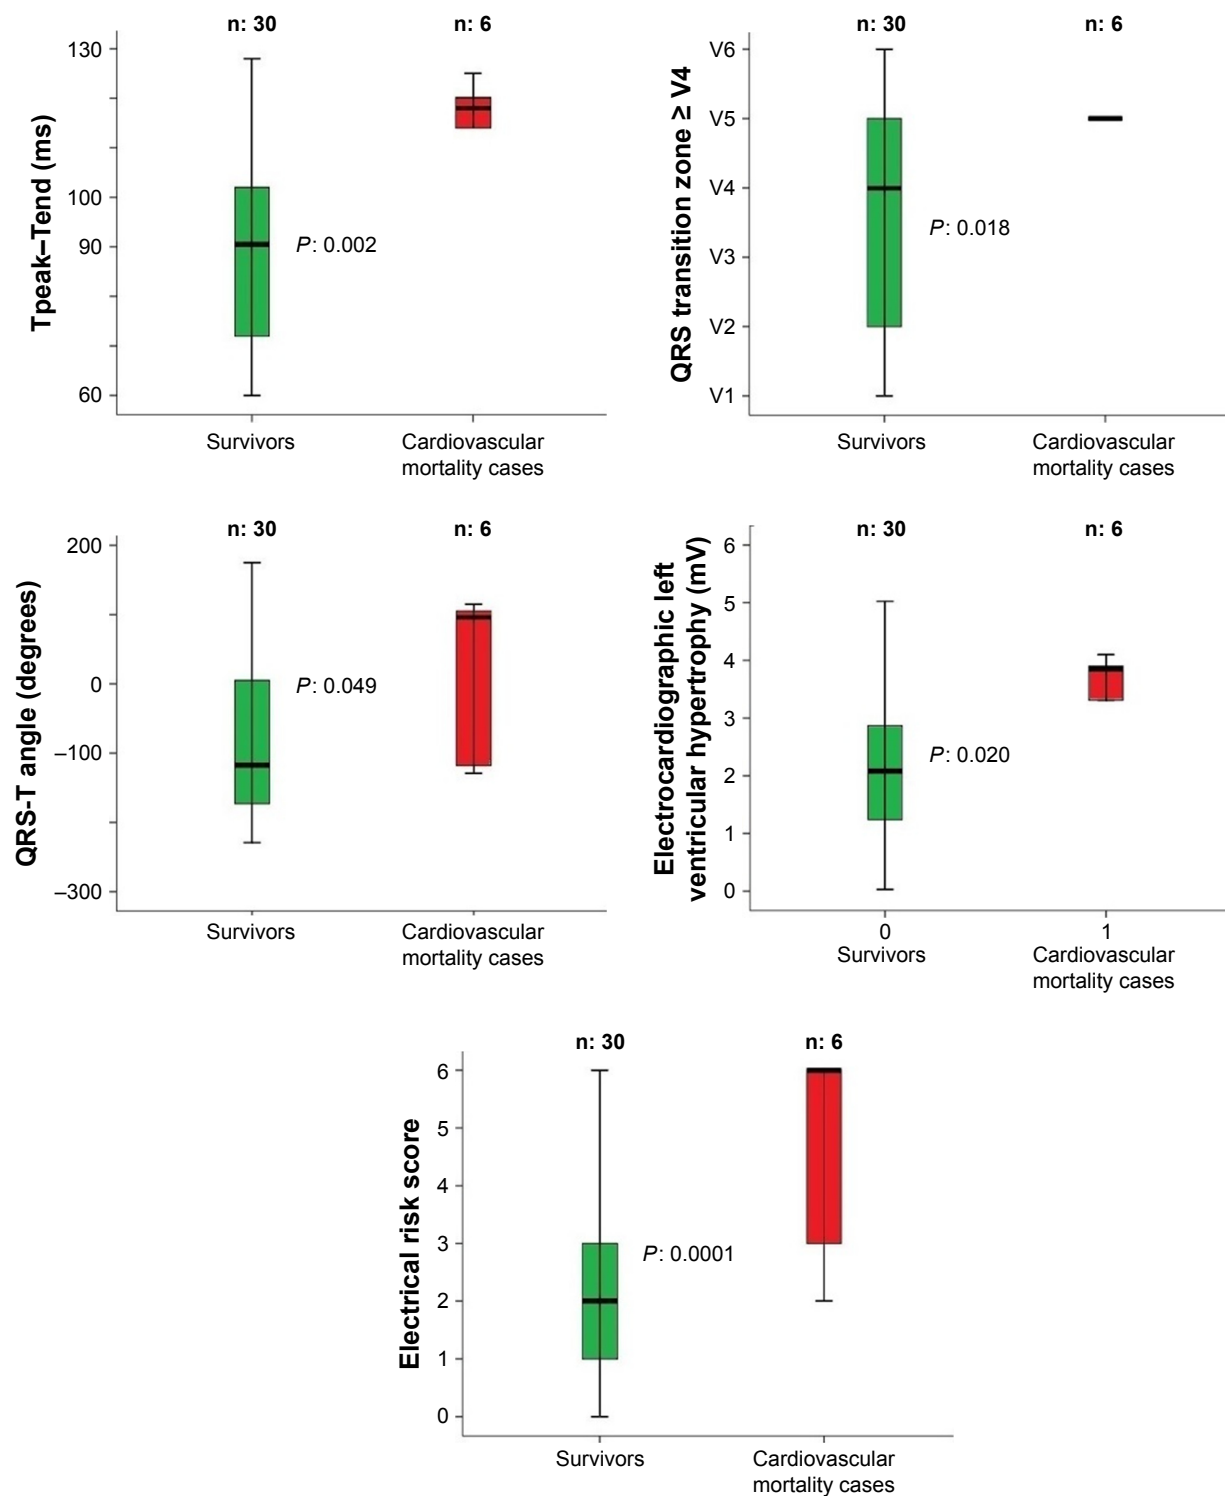 n: 30
n: 6
Tpeak–Tend (ms)
130
100
90
60
P: 0.002
Survivors
Cardiovascular
mortality cases
n: 30
n: 6
QRS transition zone ≥ V4
V6
V5
V4
V3
V2
V1
P: 0.018
Survivors
Cardiovascular
mortality cases
n: 30
n: 6
QRS-T angle (degrees)
200
0
–100
–300
P: 0.049
Survivors
Cardiovascular
mortality cases
n: 30
n: 6
Electrocardiographic left
ventricular hypertrophy (mV)
6
5
4
3
2
1
0
P: 0.020
0
1
Survivors
Cardiovascular
mortality cases
n: 30
n: 6
Electrical risk score
6
5
4
3
2
1
0
P: 0.0001
Survivors
Cardiovascular
mortality cases